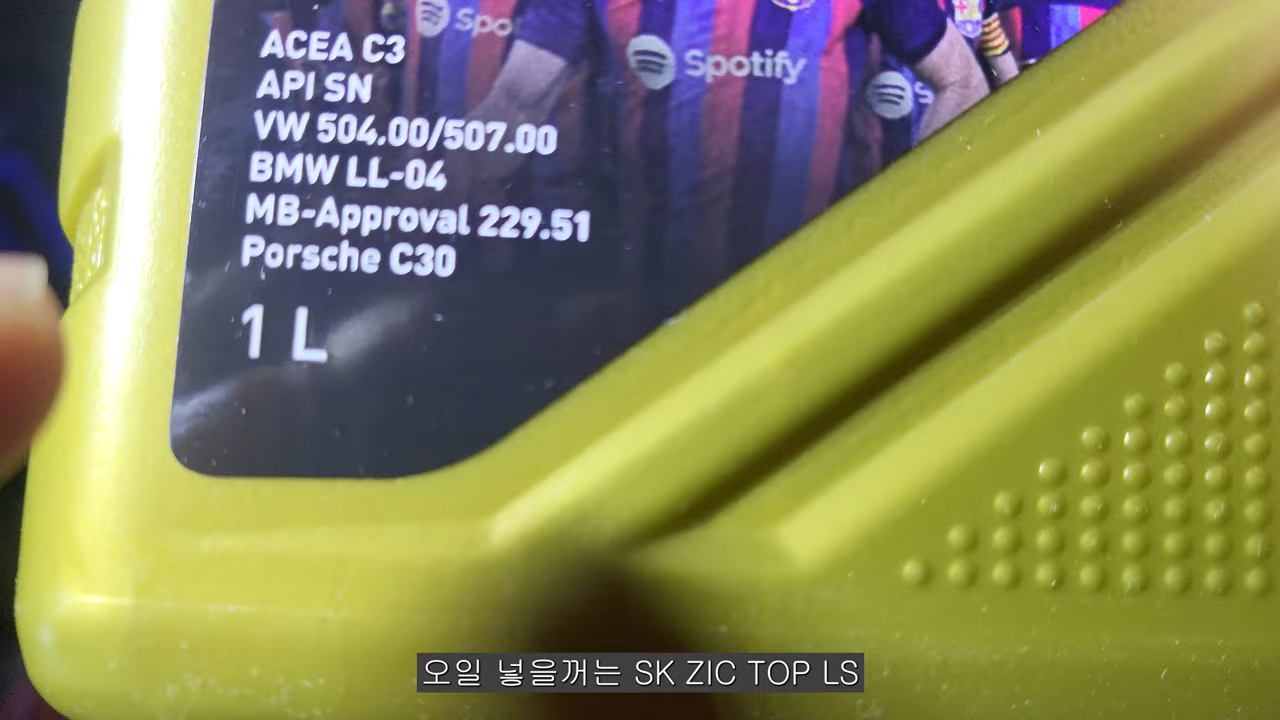 Spo
Spotify
S
ACEA C3
API SN
VW 504.00/507.00
BMW LL-04
MB-Approval 229.51
Porsche C30
1 L
오일 넣을꺼는 SK ZIC TOP LS